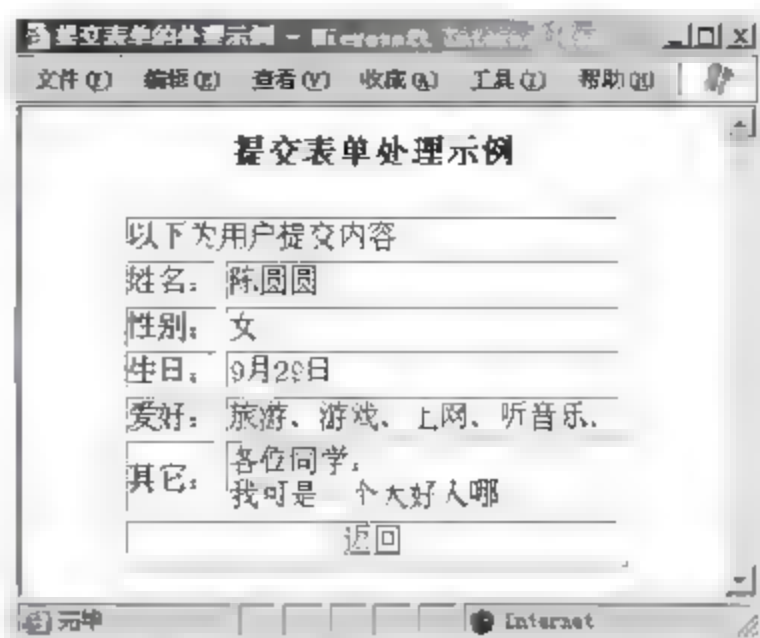 提交表单的处理示例 - Microsoft Internet
文件(F) 编辑(E) 查看(V) 收藏(A) 工具(T) 帮助(H)
提交表单处理示例
以下为用户提交内容
姓名: 陈圆圆
性别: 女
生日: 9月29日
爱好: 旅游、游戏、上网、听音乐、
其它: 各位同学,
我可是一个大好人哪
返回
完毕 Internet